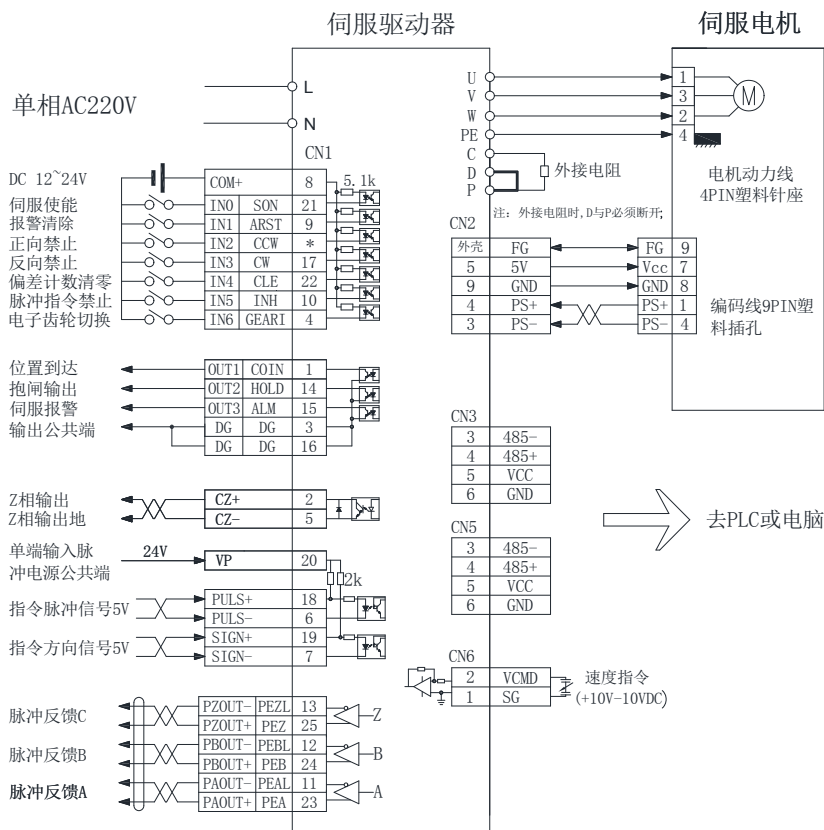 伺服驱动器
伺服电机
单相AC220V
L
N
CN1
DC 12~24V
COM+ 8 5.1k
伺服使能 IN0 SON 21
报警清除 IN1 ARST 9
正向禁止 IN2 CCW *
反向禁止 IN3 CW 17
偏差计数清零 IN4 CLE 22
脉冲指令禁止 IN5 INH 10
电子齿轮切换 IN6 GEARI 4
位置到达 OUT1 COIN 1
抱闸输出 OUT2 HOLD 14
伺服报警 OUT3 ALM 15
输出公共端 DG DG 3
DG DG 16
Z相输出 CZ+ 2
Z相输出地 CZ- 5
单端输入脉
冲电源公共端
24V VP 20
2k
指令脉冲信号5V
PULS+ 18
PULS- 6
指令方向信号5V
SIGN+ 19
SIGN- 7
脉冲反馈C
PZOUT- PEZL 13
PZOUT+ PEZ 25
Z
脉冲反馈B
PBOUT- PEBL 12
PBOUT+ PEB 24
B
脉冲反馈A
PAOUT- PEAL 11
PAOUT+ PEA 23
A
U 1
V 3
W 2
PE 4
M
C
D
P
外接电阻
注：外接电阻时,D与P必须断开;
电机动力线
4PIN塑料针座
CN2
外壳 FG FG 9
5 5V Vcc 7
9 GND GND 8
4 PS+ PS+ 1
3 PS- PS- 4
编码线9PIN塑
料插孔
CN3
3 485-
4 485+
5 VCC
6 GND
去PLC或电脑
CN5
3 485-
4 485+
5 VCC
6 GND
CN6
2 VCMD
1 SG
速度指令
(+10V-10VDC)